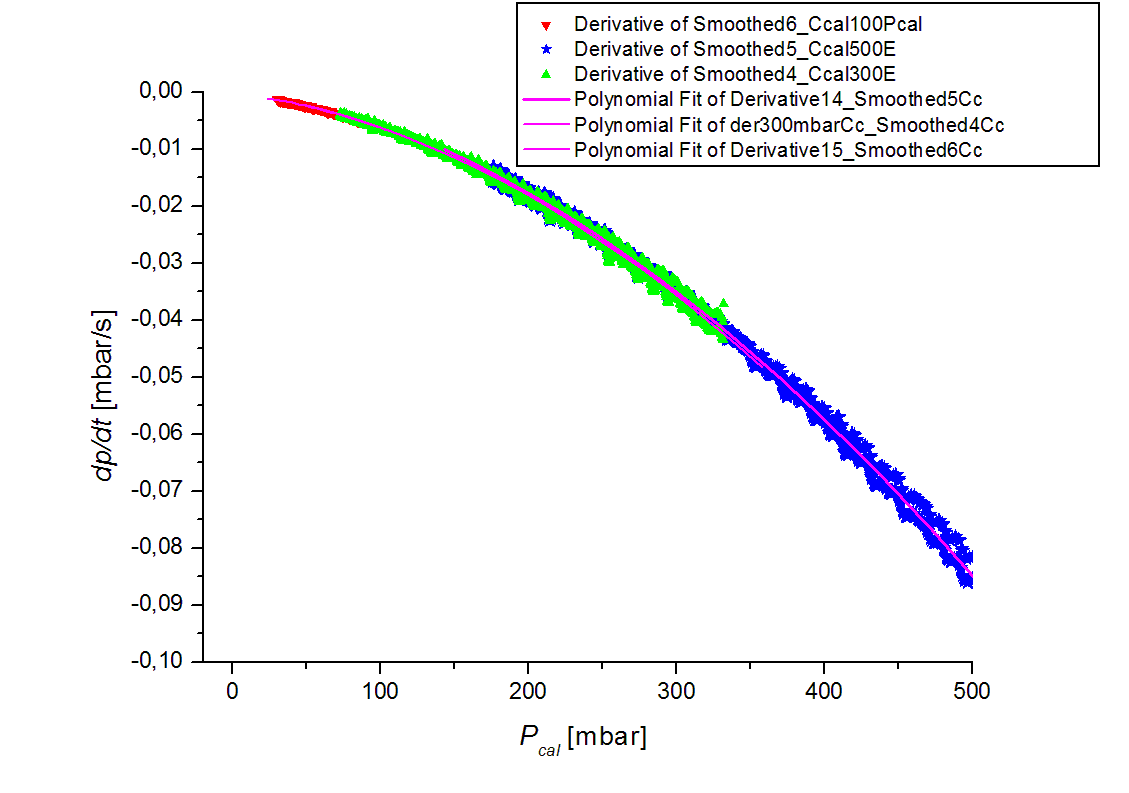 Derivative of Smoothed6_Ccal100Pcal
Derivative of Smoothed5_Ccal500E
Derivative of Smoothed4_Ccal300E
Polynomial Fit of Derivative14_Smoothed5Cc
Polynomial Fit of der300mbarCc_Smoothed4Cc
Polynomial Fit of Derivative15_Smoothed6Cc
0,00
-0,01
-0,02
-0,03
-0,04
-0,05
-0,06
-0,07
-0,08
-0,09
-0,10
dp/dt [mbar/s]
0 100 200 300 400 500
P_cal [mbar]